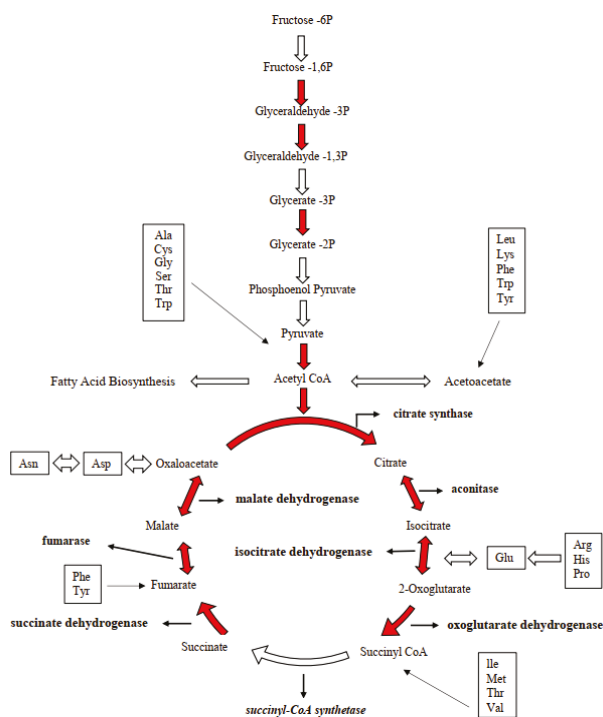 Fructose -6P
Fructose -1,6P
Glyceraldehyde -3P
Glyceraldehyde -1,3P
Glycerate -3P
Glycerate -2P
Phosphoenol Pyruvate
Pyruvate
Ala
Cys
Gly
Ser
Thr
Trp
Leu
Lys
Phe
Trp
Tyr
Fatty Acid Biosynthesis
Acetyl CoA
Acetoacetate
citrate synthase
Asn
Asp
Oxaloacetate
Citrate
malate dehydrogenase
aconitase
Malate
Isocitrate
fumarase
isocitrate dehydrogenase
Glu
Arg
His
Pro
Phe
Tyr
Fumarate
2-Oxoglutarate
succinate dehydrogenase
oxoglutarate dehydrogenase
Succinate
Succinyl CoA
Ile
Met
Thr
Val
succinyl-CoA synthetase